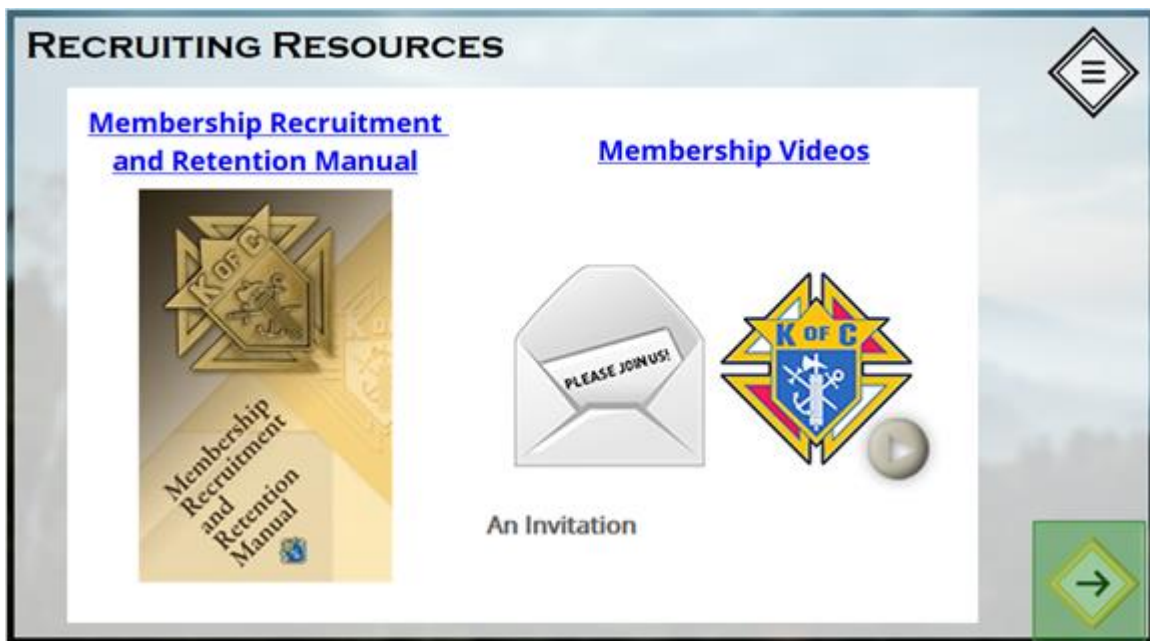 RECRUITING RESOURCES
Membership Recruitment
and Retention Manual
K OF C
Membership
Recruitment
and
Retention
Manual
Membership Videos
PLEASE JOIN US!
K OF C
An Invitation